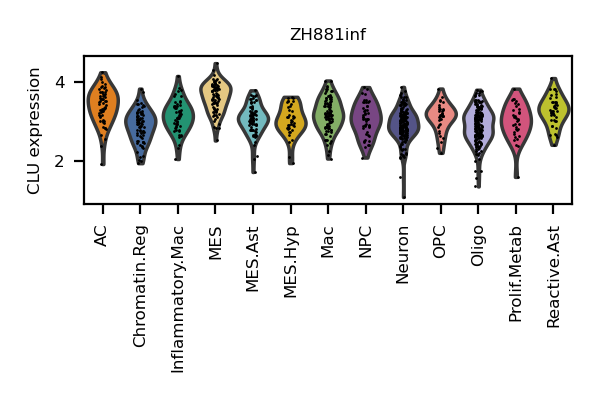 ZH881inf
CLU expression
4
2
AC
Chromatin.Reg
Inflammatory.Mac
MES
MES.Ast
MES.Hyp
Mac
NPC
Neuron
OPC
Oligo
Prolif.Metab
Reactive.Ast